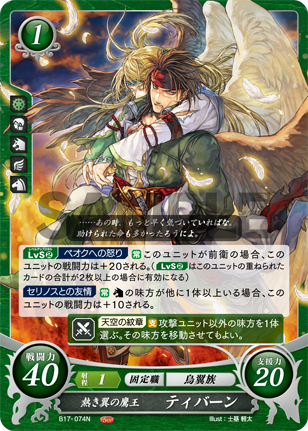 1
……あの時、もっと早く気づいていればな。
助けられた命も多かったろうによ。
LvS2 ベオクへの怒り 常 このユニットが前衛の場合、このユニットの戦闘力は+20される。(LvS2はこのユニットの重ねられたカードの合計が2枚以上の場合に有効になる)
セリノスとの友情 常 の味方が他に1体以上いる場合、このユニットの戦闘力は+10される。
天空の紋章 支 攻撃ユニット以外の味方を1体選ぶ。その味方を移動させてもよい。
戦闘力
40
射程 1
固定職
鳥翼族
支援力
20
熱き翼の鷹王 ティバーン
B17-074N
Illust:士基 軽太